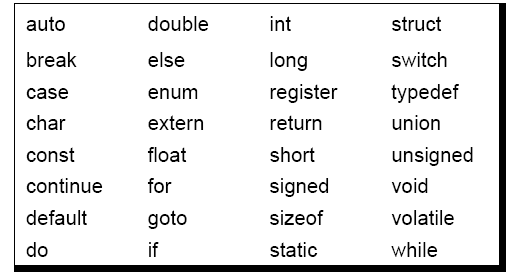 auto double int struct
break else long switch
case enum register typedef
char extern return union
const float short unsigned
continue for signed void
default goto sizeof volatile
do if static while